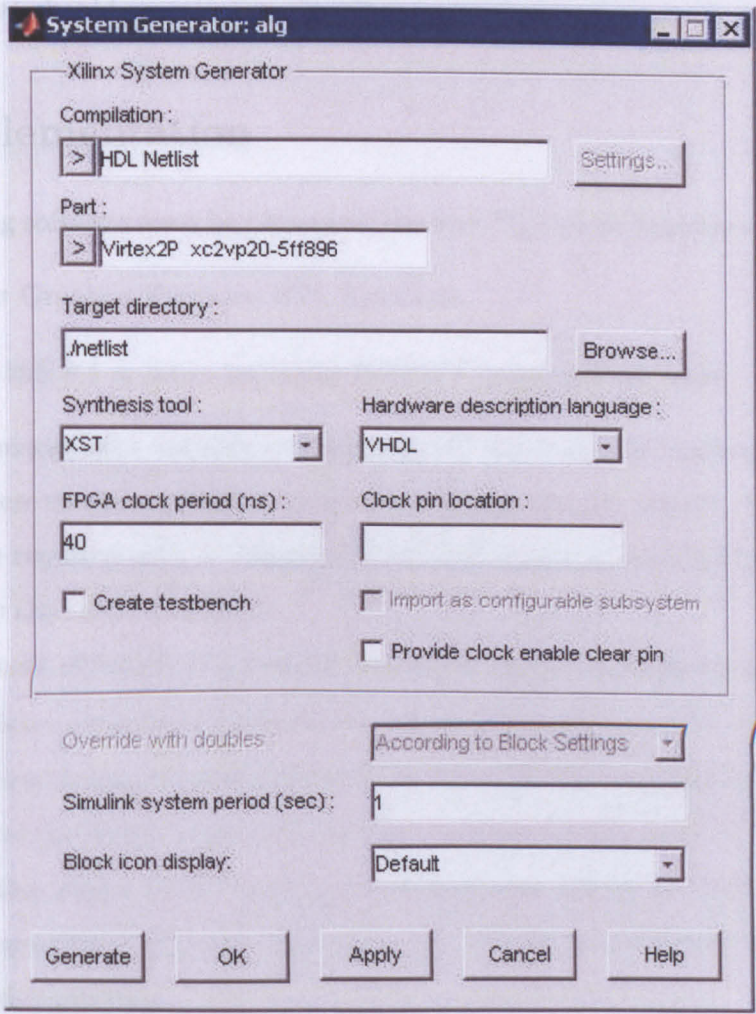 System Generator: alg
Xilinx System Generator
Compilation :
> HDL Netlist Settings...
Part :
> Virtex2P xc2vp20-5ff896
Target directory :
./netlist Browse...
Synthesis tool : Hardware description language :
XST VHDL
FPGA clock period (ns) : Clock pin location :
40
Create testbench Import as configurable subsystem
Provide clock enable clear pin
Override with doubles : According to Block Settings
Simulink system period (sec) : 1
Block icon display: Default
Generate OK Apply Cancel Help